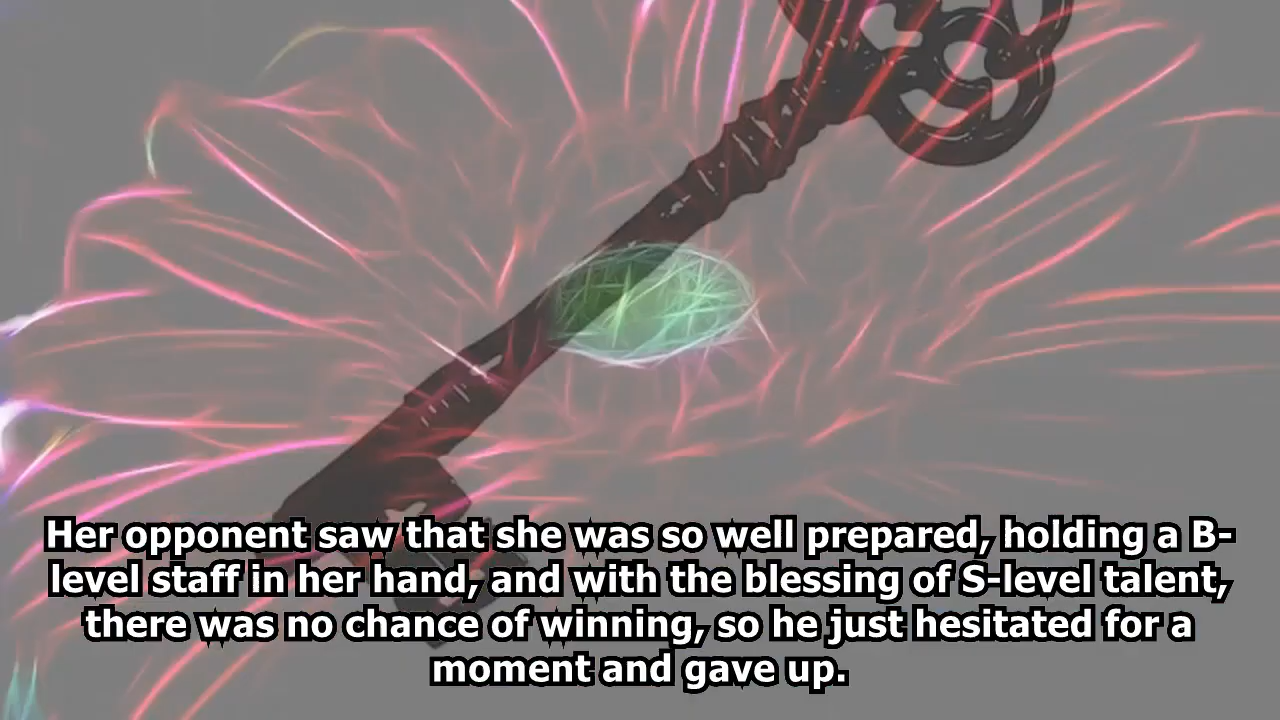 Her opponent saw that she was so well prepared, holding a B-
level staff in her hand, and with the blessing of S-level talent,
there was no chance of winning, so he just hesitated for a
moment and gave up.